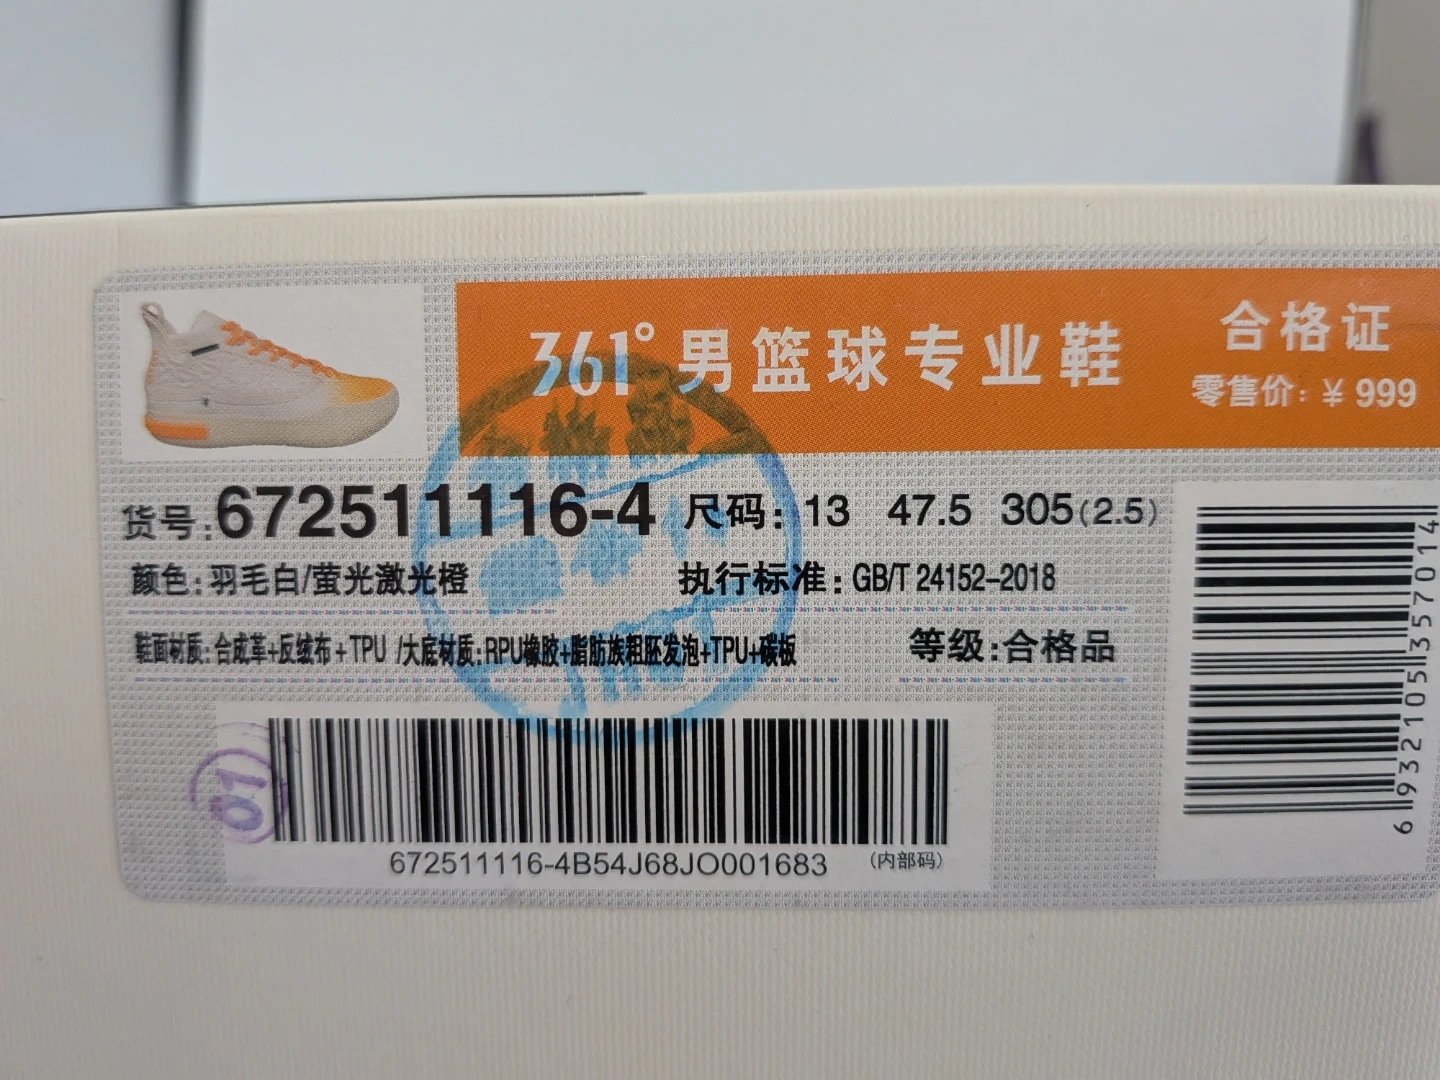 361° 男篮球专业鞋
合格证
零售价：¥ 999
货号：672511116-4 尺码：13 47.5 305(2.5)
颜色：羽毛白/萤光激光橙 执行标准：GB/T 24152-2018
鞋面材质：合成革+反绒布+TPU /大底材质：RPU橡胶+脂肪族粗胚发泡+TPU+碳板 等级：合格品
01
672511116-4B54J68JO001683 (内部码)
6 932105 357014